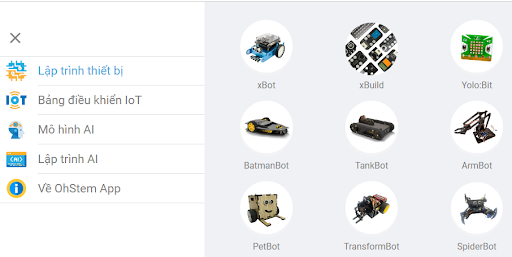 Lập trình thiết bị
IoT
Bảng điều khiển IoT
Mô hình AI
AI
Lập trình AI
Về OhStem App
xBot
xBuild
Yolo:Bit
BatmanBot
TankBot
ArmBot
PetBot
TransformBot
SpiderBot